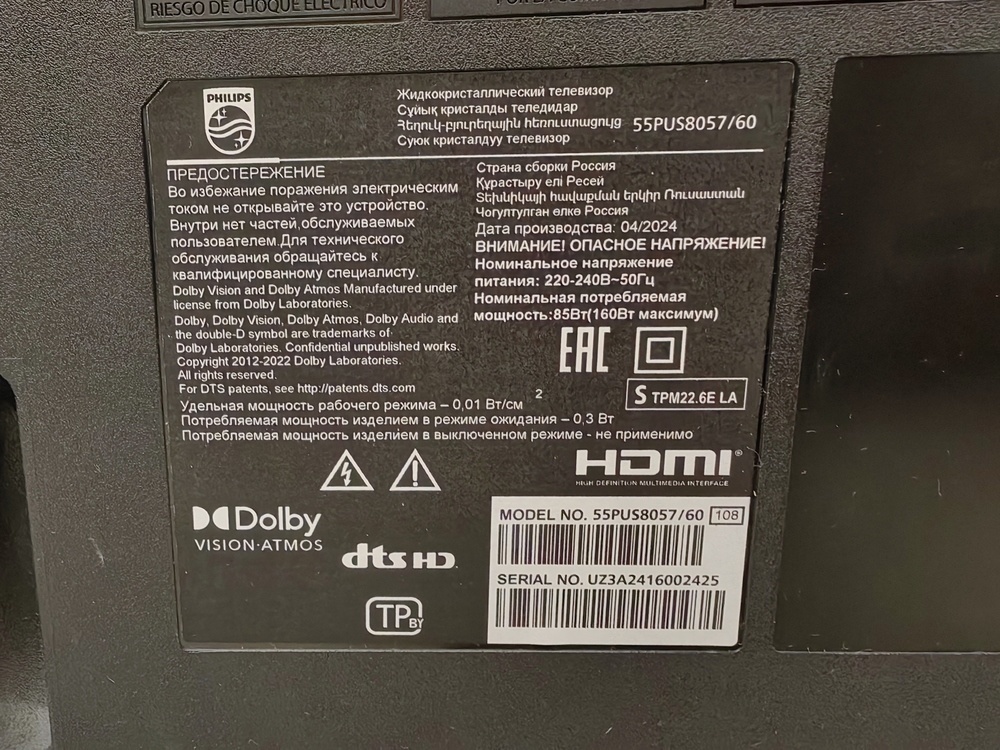 RIESGO DE CHOQUE ELÉCTRICO
PHILIPS
Жидкокристаллический телевизор
Сұйық кристалды теледидар
Հեղուկ-բյուրեղային հեռուստացույց
Суюк кристалдуу телевизор
55PUS8057/60
ПРЕДОСТЕРЕЖЕНИЕ
Во избежание поражения электрическим
током не открывайте это устройство.
Внутри нет частей,обслуживаемых
пользователем.Для технического
обслуживания обращайтесь к
квалифицированному специалисту.
Dolby Vision and Dolby Atmos Manufactured under
license from Dolby Laboratories.
Dolby, Dolby Vision, Dolby Atmos, Dolby Audio and
the double-D symbol are trademarks of
Dolby Laboratories. Confidential unpublished works.
Copyright 2012-2022 Dolby Laboratories.
All rights reserved.
For DTS patents, see http://patents.dts.com
Страна сборки Россия
Құрастыру елі Ресей
Տեխնիկայի հավաքման երկիր Ռուսաստան
Чогултулган өлкө Россия
Дата производства: 04/2024
ВНИМАНИЕ! ОПАСНОЕ НАПРЯЖЕНИЕ!
Номинальное напряжение
питания: 220-240В~50Гц
Номинальная потребляемая
мощность:85Вт(160Вт максимум)
EAC
S TPM22.6E LA
Удельная мощность рабочего режима – 0,01 Вт/см 2
Потребляемая мощность изделием в режиме ожидания – 0,3 Вт
Потребляемая мощность изделием в выключенном режиме - не применимо
HDMI®
HIGH DEFINITION MULTIMEDIA INTERFACE
Dolby
VISION·ATMOS
dts HD
TP BY
MODEL NO. 55PUS8057/60 108
SERIAL NO. UZ3A2416002425